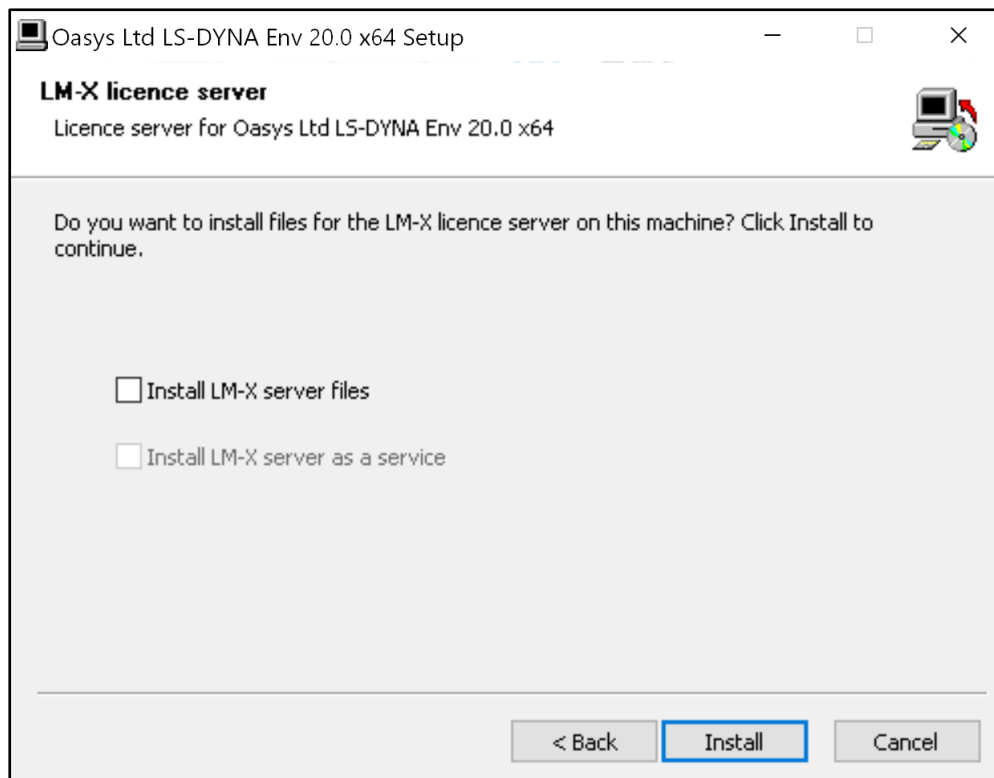 Oasys Ltd LS-DYNA Env 20.0 x64 Setup
LM-X licence server
Licence server for Oasys Ltd LS-DYNA Env 20.0 x64
Do you want to install files for the LM-X licence server on this machine? Click Install to
continue.
Install LM-X server files
Install LM-X server as a service
< Back Install Cancel